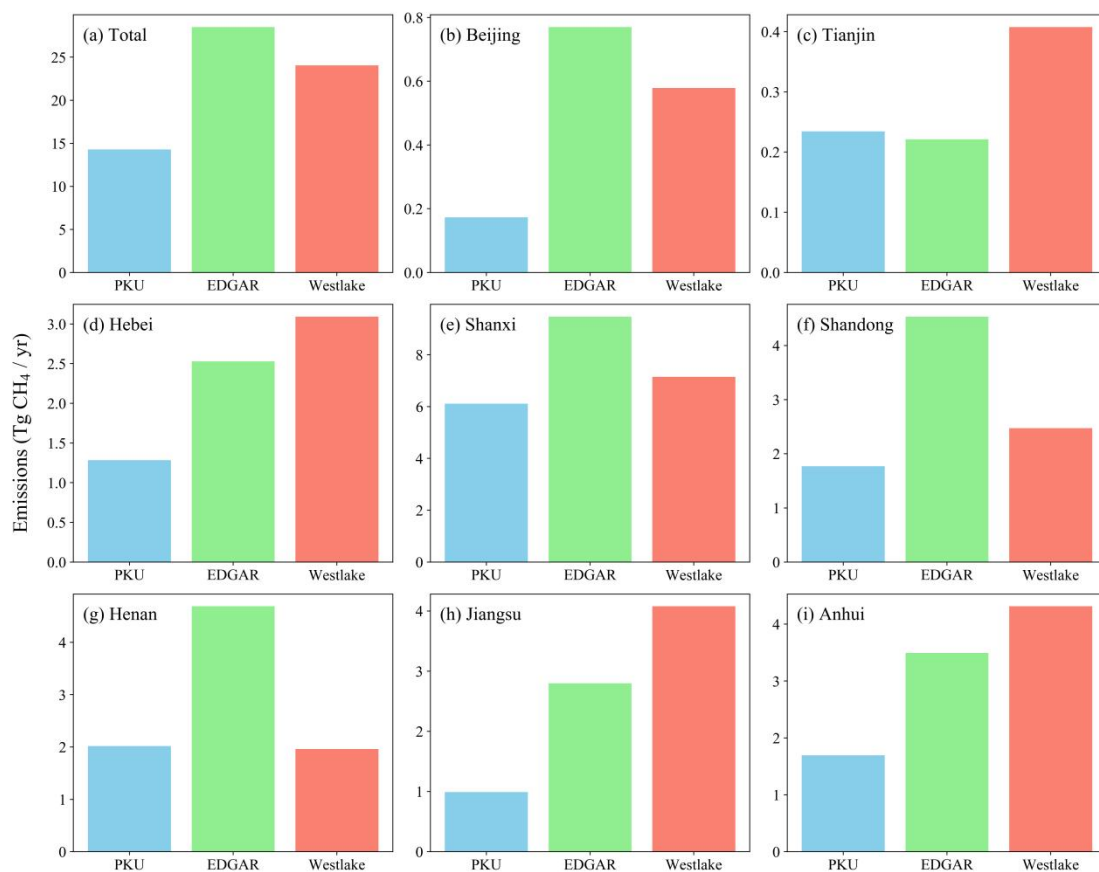 (a) Total
25
20
15
10
5
0
PKU EDGAR Westlake
(b) Beijing
0.8
0.6
0.4
0.2
0.0
PKU EDGAR Westlake
(c) Tianjin
0.4
0.3
0.2
0.1
0.0
PKU EDGAR Westlake
Emissions (Tg CH₄ / yr)
(d) Hebei
3.0
2.5
2.0
1.5
1.0
0.5
0.0
PKU EDGAR Westlake
(e) Shanxi
8
6
4
2
0
PKU EDGAR Westlake
(f) Shandong
4
3
2
1
0
PKU EDGAR Westlake
(g) Henan
4
3
2
1
0
PKU EDGAR Westlake
(h) Jiangsu
4
3
2
1
0
PKU EDGAR Westlake
(i) Anhui
4
3
2
1
0
PKU EDGAR Westlake